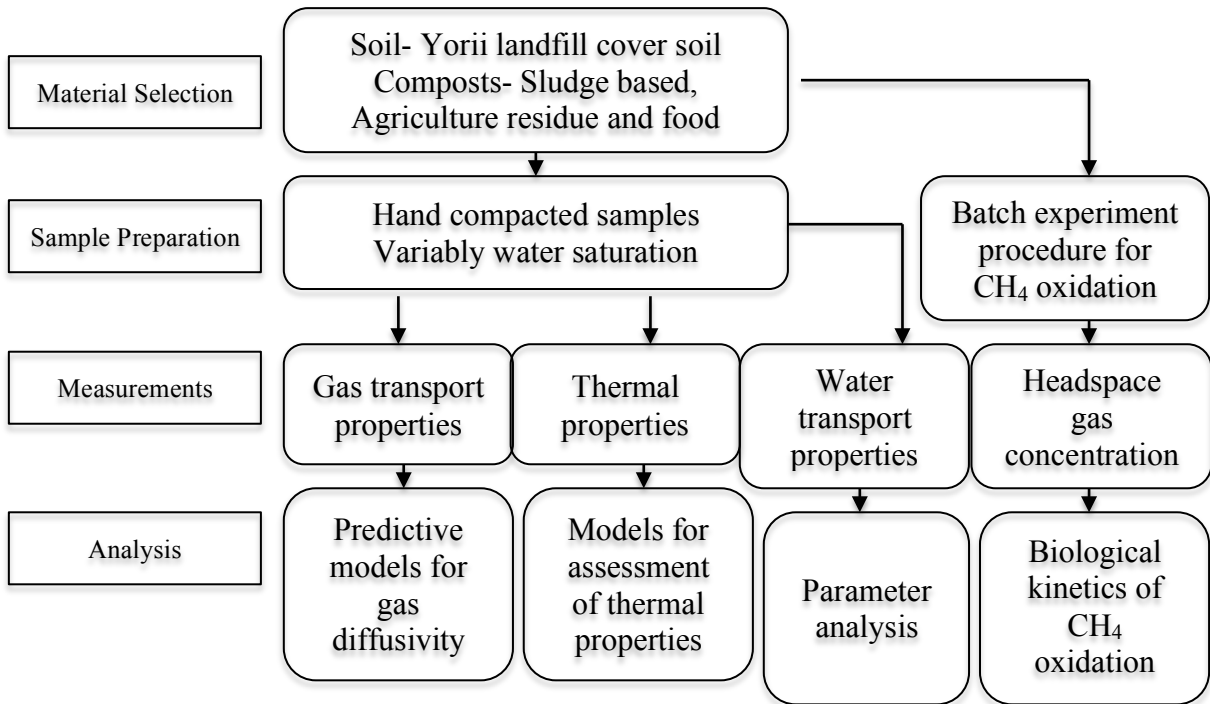 Material Selection
Soil- Yorii landfill cover soil
Composts- Sludge based,
Agriculture residue and food
Sample Preparation
Hand compacted samples
Variably water saturation
Batch experiment
procedure for
CH₄ oxidation
Measurements
Gas transport
properties
Thermal
properties
Water
transport
properties
Headspace
gas
concentration
Analysis
Predictive
models for
gas
diffusivity
Models for
assessment
of thermal
properties
Parameter
analysis
Biological
kinetics of
CH₄
oxidation